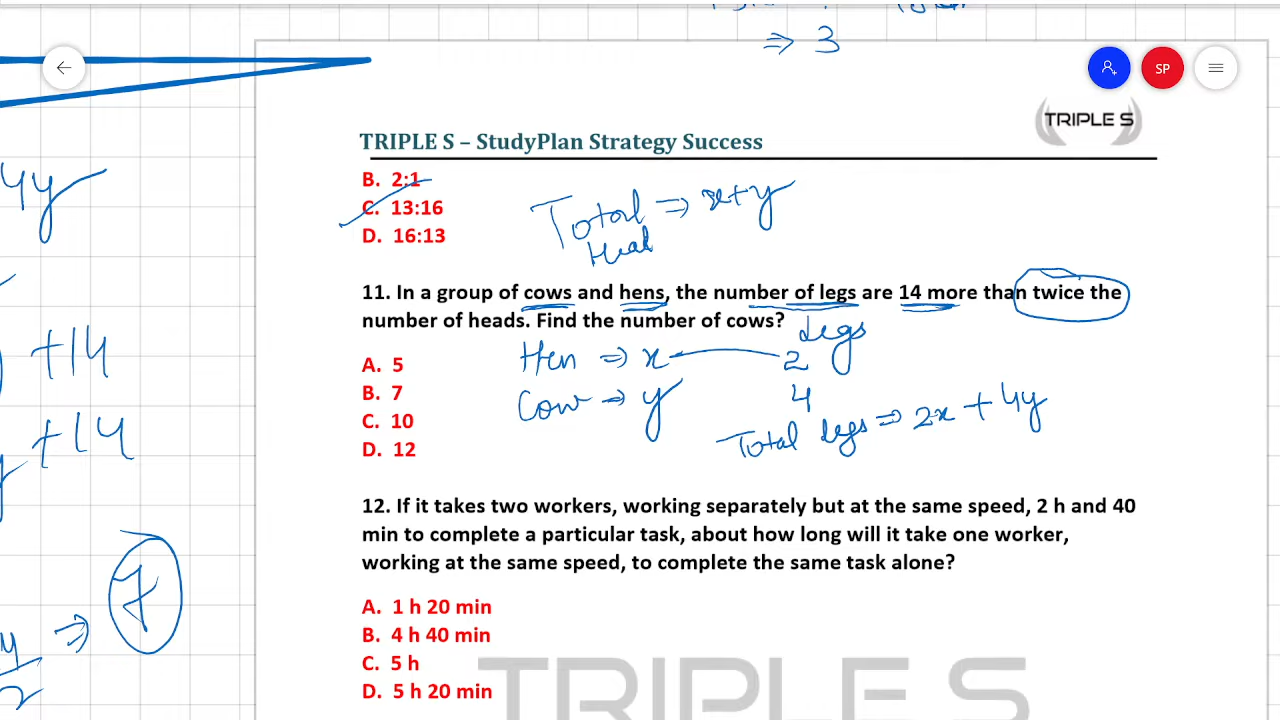 ⇒ 3
SP
TRIPLE S
TRIPLE S – StudyPlan Strategy Success
B. 2:1
C. 13:16
D. 16:13
Total ⇒ x+y
Head
4y
11. In a group of cows and hens, the number of legs are 14 more than twice the
number of heads. Find the number of cows?
Legs
A. 5
B. 7
C. 10
D. 12
Hen ⇒ x 2
Cow ⇒ y 4
Total legs ⇒ 2x + 4y
+14
+14
12. If it takes two workers, working separately but at the same speed, 2 h and 40
min to complete a particular task, about how long will it take one worker,
working at the same speed, to complete the same task alone?
⇒ 7
A. 1 h 20 min
B. 4 h 40 min
C. 5 h
D. 5 h 20 min
TRIPLE S